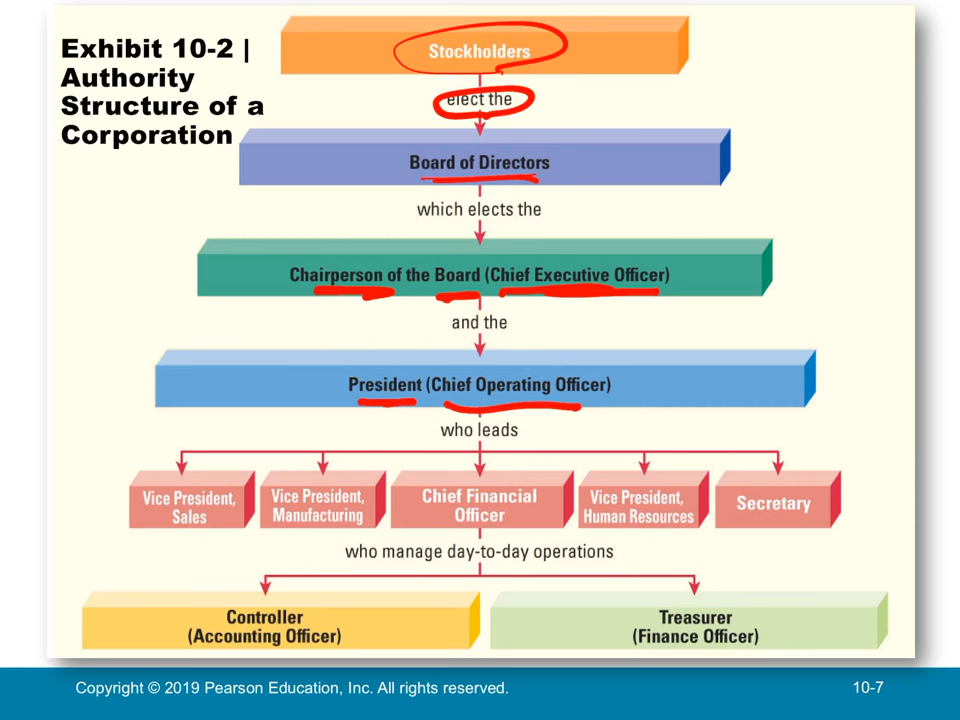 Exhibit 10-2 |
Authority
Structure of a
Corporation
Stockholders
elect the
Board of Directors
which elects the
Chairperson of the Board (Chief Executive Officer)
and the
President (Chief Operating Officer)
who leads
Vice President,
Sales
Vice President,
Manufacturing
Chief Financial
Officer
Vice President,
Human Resources
Secretary
who manage day-to-day operations
Controller
(Accounting Officer)
Treasurer
(Finance Officer)
Copyright © 2019 Pearson Education, Inc. All rights reserved.
10-7